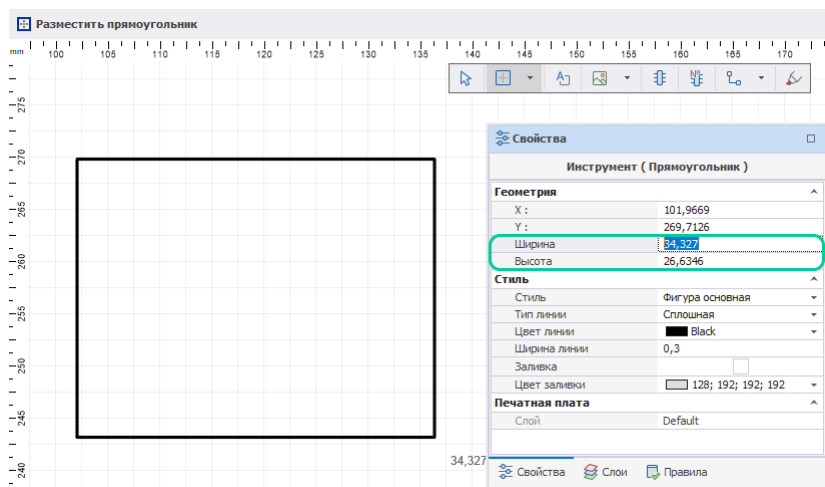 Разместить прямоугольник
mm 100 105 110 115 120 125 130 135 140 145 150 155 160 165 170
275
270
265
260
255
250
245
240
Свойства
Инструмент ( Прямоугольник )
Геометрия
X : 101,9669
Y : 269,7126
Ширина 34,327
Высота 26,6346
Стиль
Стиль Фигура основная
Тип линии Сплошная
Цвет линии Black
Ширина линии 0,3
Заливка
Цвет заливки 128; 192; 192; 192
Печатная плата
Слой Default
34,327
Свойства Слои Правила